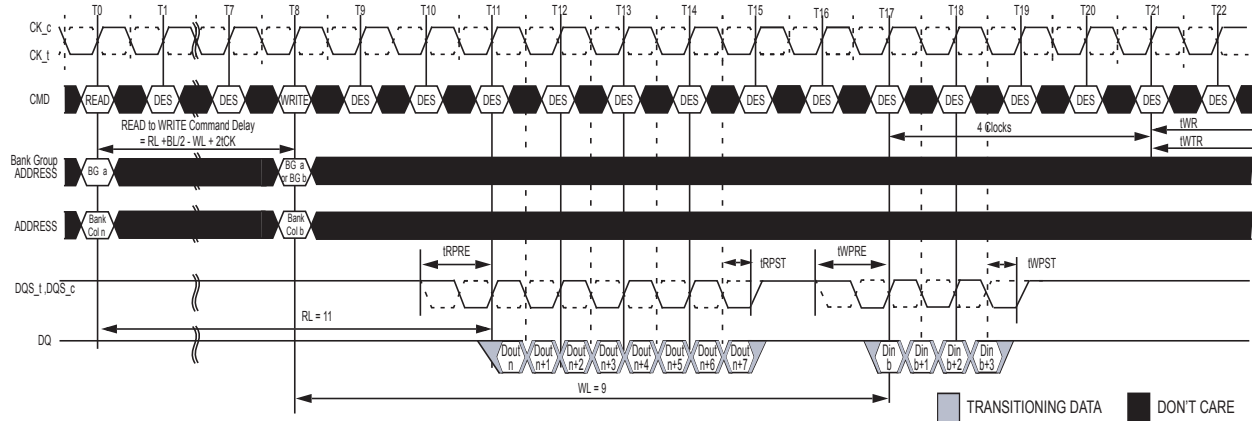 T0 T1 T7 T8 T9 T10 T11 T12 T13 T14 T15 T16 T17 T18 T19 T20 T21 T22
CK_c
CK_t
CMD READ DES DES WRITE DES DES DES DES DES DES DES DES DES DES DES DES DES DES
READ to WRITE Command Delay
= RL +BL/2 - WL + 2tCK
4 Clocks
tWR
tWTR
Bank Group
ADDRESS
BG a
BG a
or BG b
ADDRESS
Bank
Col n
Bank
Col b
tRPRE
tRPST
tWPRE
tWPST
DQS_t ,DQS_c
RL = 11
DQ
Dout
n
Dout
n+1
Dout
n+2
Dout
n+3
Dout
n+4
Dout
n+5
Dout
n+6
Dout
n+7
Din
b
Din
b+1
Din
b+2
Din
b+3
WL = 9
TRANSITIONING DATA
DON'T CARE